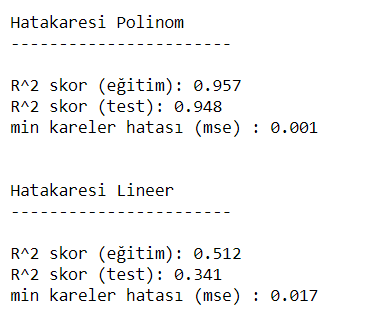 Hatakaresi Polinom
-----------------------
R^2 skor (eğitim): 0.957
R^2 skor (test): 0.948
min kareler hatası (mse) : 0.001
Hatakaresi Lineer
-----------------------
R^2 skor (eğitim): 0.512
R^2 skor (test): 0.341
min kareler hatası (mse) : 0.017